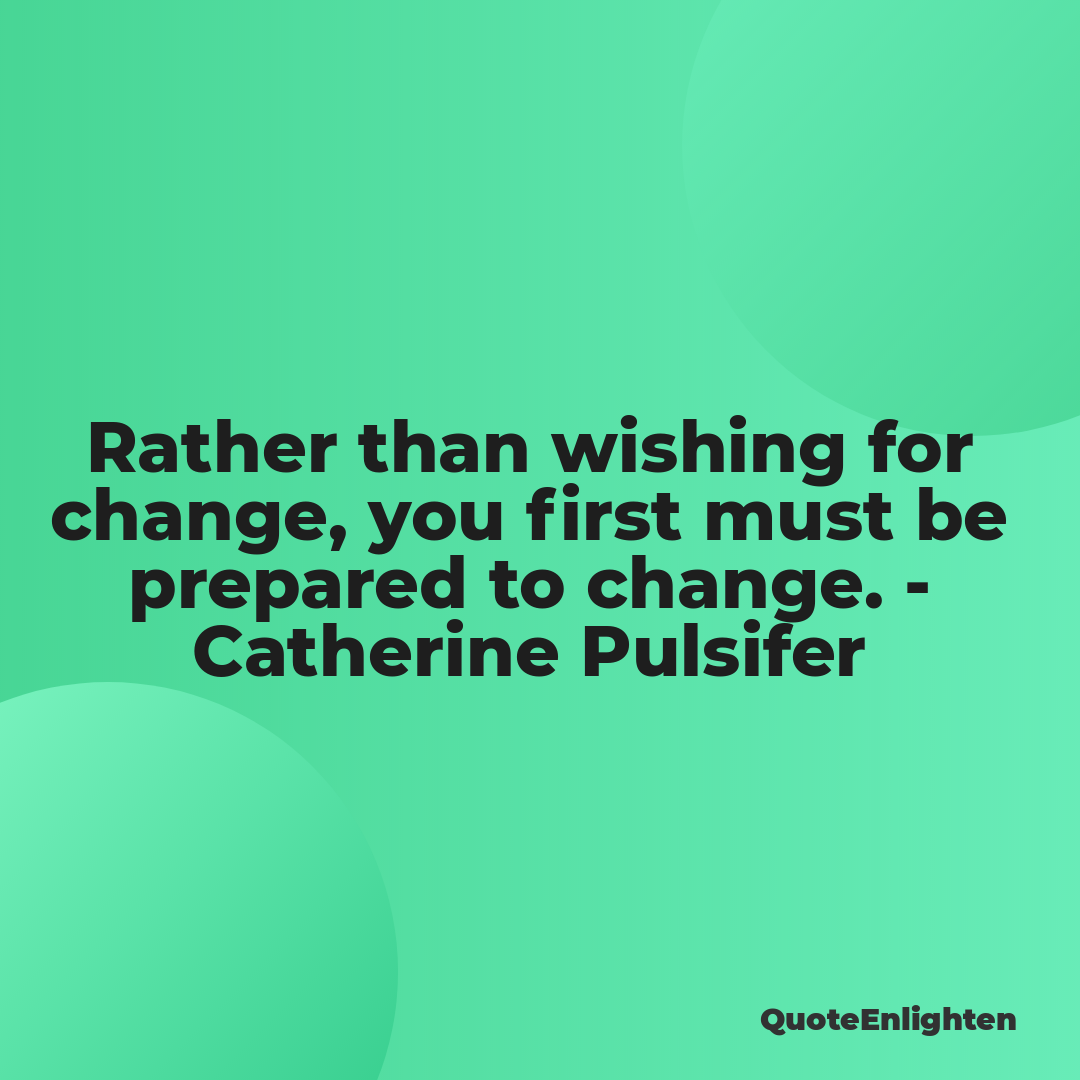 Rather than wishing for
change, you first must be
prepared to change. -
Catherine Pulsifer
QuoteEnlighten